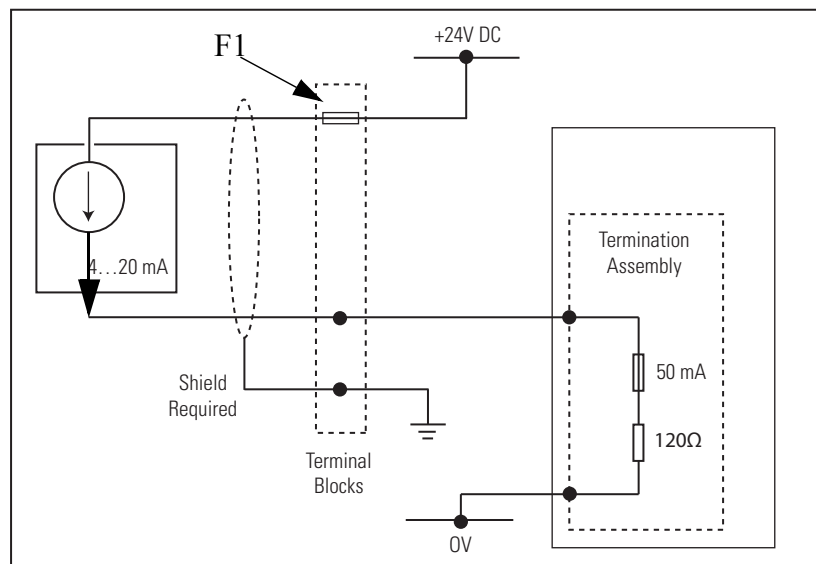 +24V DC
F1
Termination
Assembly
4...20 mA
50 mA
Shield
Required
120Ω
Terminal
Blocks
0V